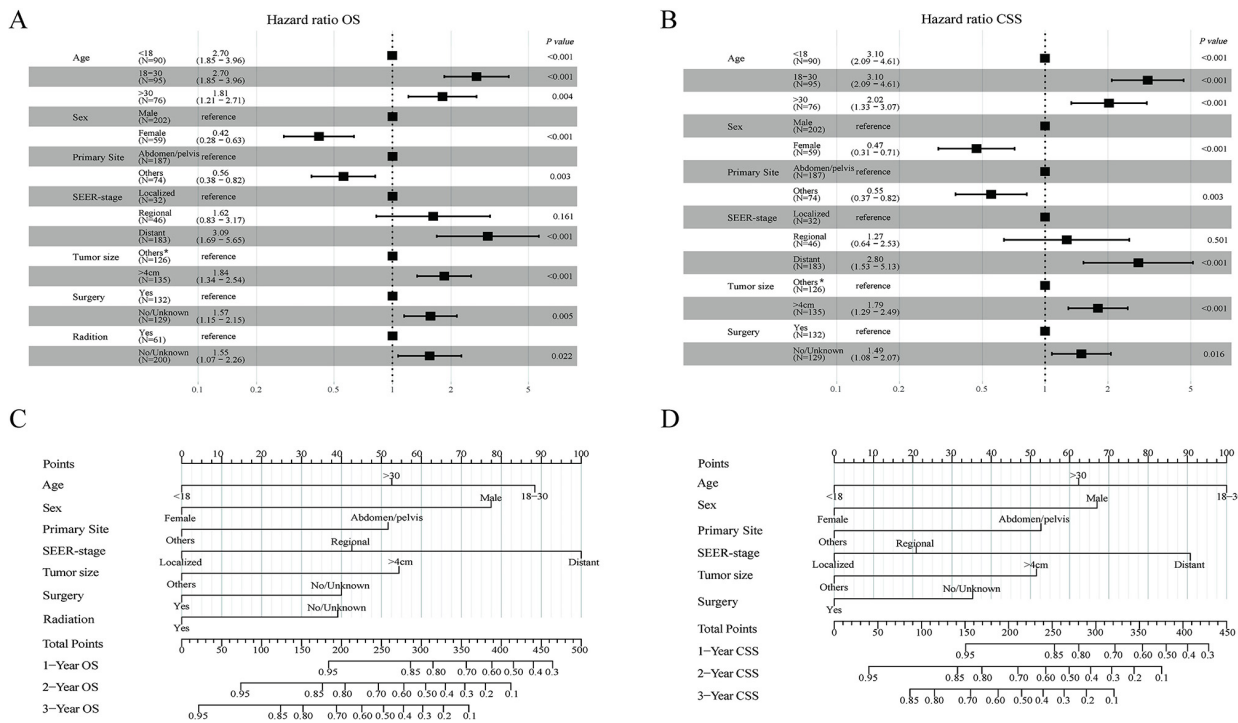 A
Hazard ratio OS
P value
Age <18 2.70 <0.001
(N=90) (1.85 − 3.96)
18−30 2.70 <0.001
(N=95) (1.85 − 3.96)
>30 1.81 0.004
(N=76) (1.21 − 2.71)
Sex Male reference
(N=202)
Female 0.42 <0.001
(N=59) (0.28 − 0.63)
Primary Site Abdomen/pelvis reference
(N=187)
Others 0.56 0.003
(N=74) (0.38 − 0.82)
SEER-stage Localized reference
(N=32)
Regional 1.62 0.161
(N=46) (0.83 − 3.17)
Distant 3.09 <0.001
(N=183) (1.69 − 5.65)
Tumor size Others* reference
(N=126)
>4cm 1.84 <0.001
(N=135) (1.34 − 2.54)
Surgery Yes reference
(N=132)
No/Unknown 1.57 0.005
(N=129) (1.15 − 2.15)
Radition Yes reference
(N=61)
No/Unknown 1.55 0.022
(N=200) (1.07 − 2.26)
0.1 0.2 0.5 1 2 5
B
Hazard ratio CSS
P value
Age <18 3.10 <0.001
(N=90) (2.09 − 4.61)
18−30 3.10 <0.001
(N=95) (2.09 − 4.61)
>30 2.02 <0.001
(N=76) (1.33 − 3.07)
Sex Male reference
(N=202)
Female 0.47 <0.001
(N=59) (0.31 − 0.71)
Primary Site Abdomen/pelvis reference
(N=187)
Others 0.55 0.003
(N=74) (0.37 − 0.82)
SEER-stage Localized reference
(N=32)
Regional 1.27 0.501
(N=46) (0.64 − 2.53)
Distant 2.80 <0.001
(N=183) (1.53 − 5.13)
Tumor size Others * reference
(N=126)
>4cm 1.79 <0.001
(N=135) (1.29 − 2.49)
Surgery Yes reference
(N=132)
No/Unknown 1.49 0.016
(N=129) (1.08 − 2.07)
0.1 0.2 0.5 1 2 5
C
Points 0 10 20 30 40 50 60 70 80 90 100
>30
Age
<18 18−30
Male
Sex
Female
Abdomen/pelvis
Primary Site
Others
Regional
SEER-stage
Localized Distant
>4cm
Tumor size
Others
No/Unknown
Surgery
Yes
No/Unknown
Radiation
Yes
Total Points
0 50 100 150 200 250 300 350 400 450 500
1−Year OS
0.95 0.85 0.80 0.70 0.60 0.50 0.4 0.3
2−Year OS
0.95 0.85 0.80 0.70 0.60 0.50 0.4 0.3 0.2 0.1
3−Year OS
0.95 0.85 0.80 0.70 0.60 0.50 0.4 0.3 0.2 0.1
D
Points 0 10 20 30 40 50 60 70 80 90 100
>30
Age
<18 18−3
Male
Sex
Female
Abdomen/pelvis
Primary Site
Others
Regional
SEER-stage
Localized Distant
>4cm
Tumor size
Others
No/Unknown
Surgery
Yes
Total Points
0 50 100 150 200 250 300 350 400 450
1−Year CSS
0.95 0.85 0.80 0.70 0.60 0.50 0.4 0.3
2−Year CSS
0.95 0.85 0.80 0.70 0.60 0.50 0.4 0.3 0.2 0.1
3−Year CSS
0.85 0.80 0.70 0.60 0.50 0.4 0.3 0.2 0.1